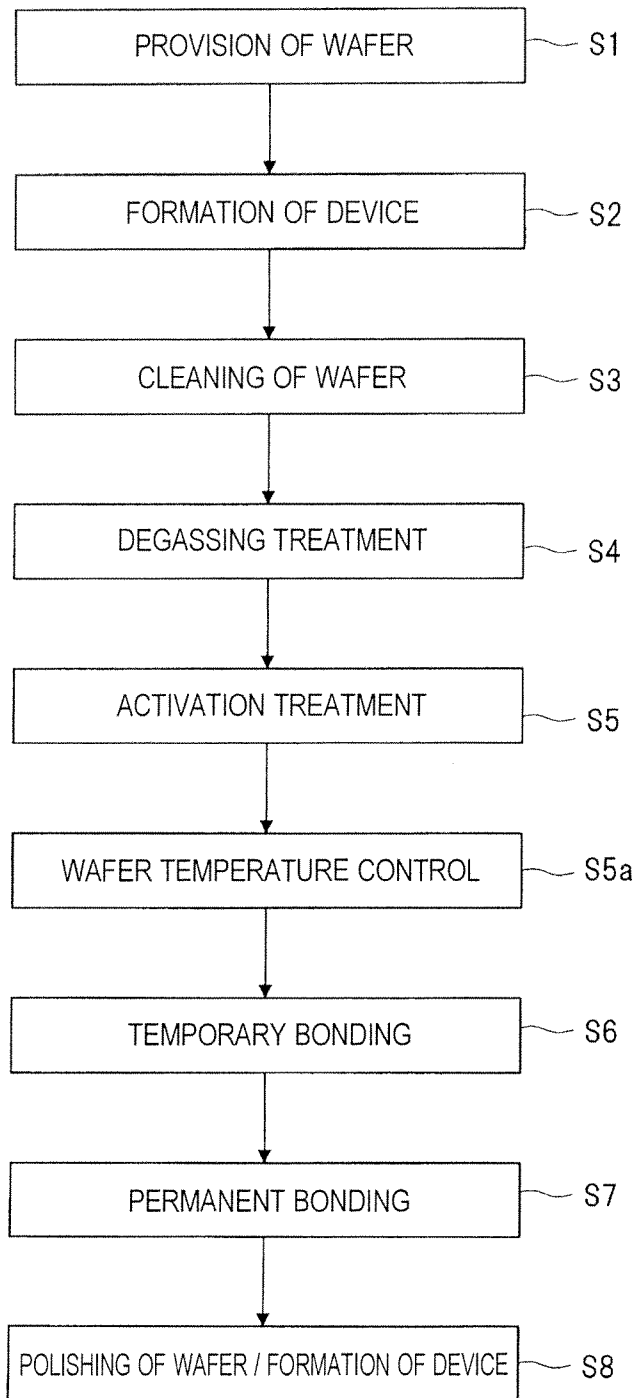 PROVISION OF WAFER S1
FORMATION OF DEVICE S2
CLEANING OF WAFER S3
DEGASSING TREATMENT S4
ACTIVATION TREATMENT S5
WAFER TEMPERATURE CONTROL S5a
TEMPORARY BONDING S6
PERMANENT BONDING S7
POLISHING OF WAFER / FORMATION OF DEVICE S8